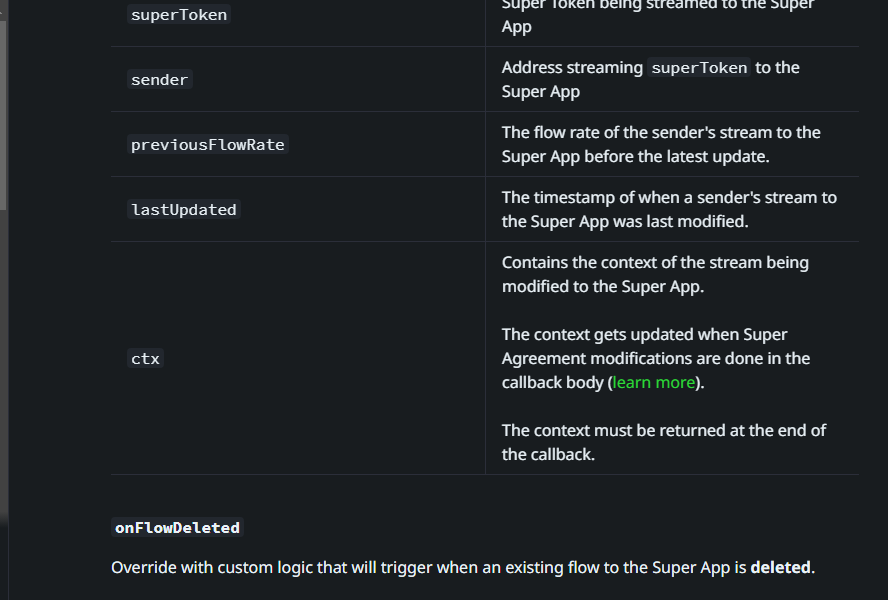 superToken
Super Token being streamed to the Super
App
sender
Address streaming superToken to the
Super App
previousFlowRate
The flow rate of the sender's stream to the
Super App before the latest update.
lastUpdated
The timestamp of when a sender's stream to
the Super App was last modified.
ctx
Contains the context of the stream being
modified to the Super App.
The context gets updated when Super
Agreement modifications are done in the
callback body (learn more).
The context must be returned at the end of
the callback.
onFlowDeleted
Override with custom logic that will trigger when an existing flow to the Super App is deleted.